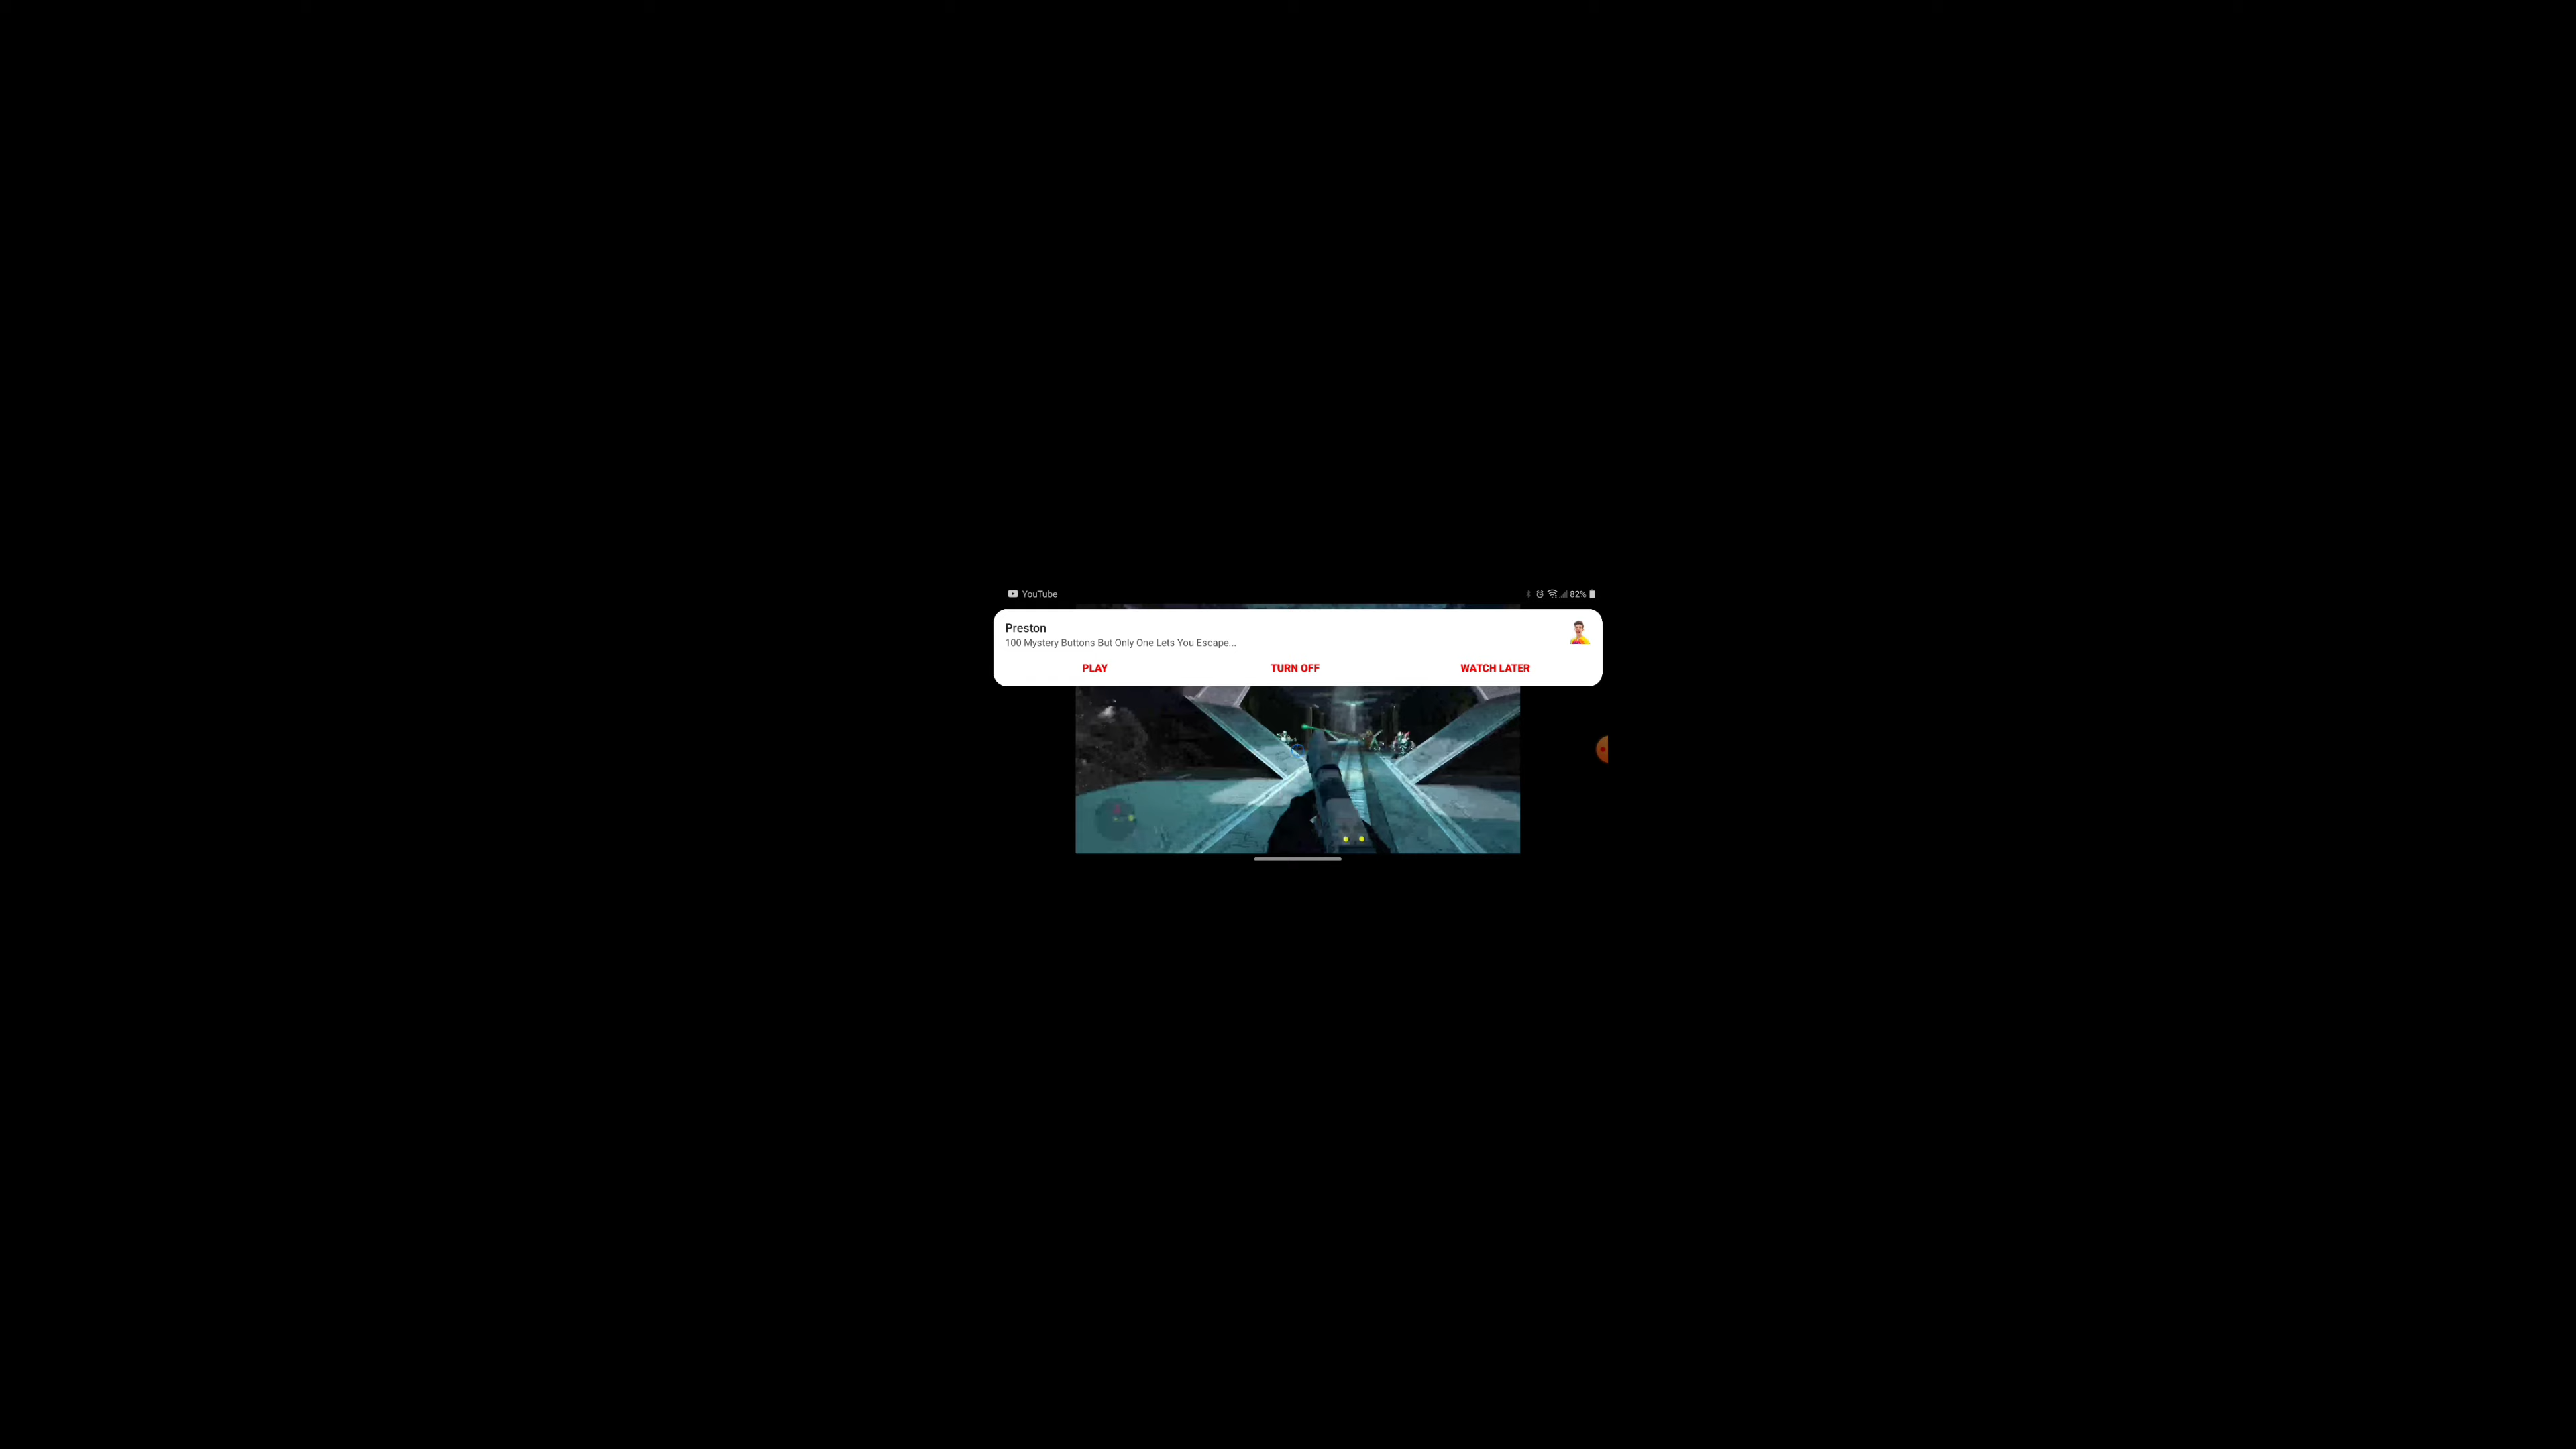 YouTube
82%
Preston
100 Mystery Buttons But Only One Lets You Escape...
PLAY
TURN OFF
WATCH LATER